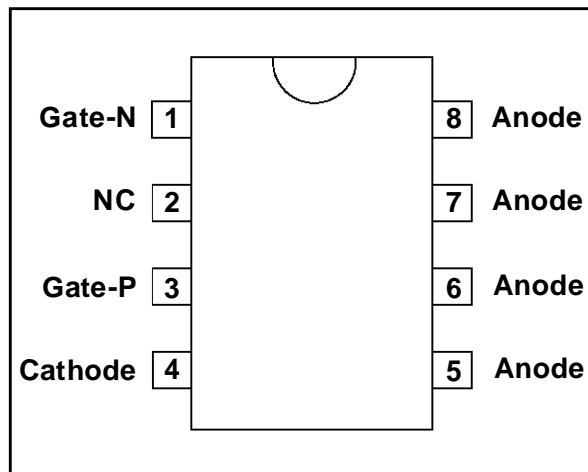 Gate-N 1 8 Anode
NC 2 7 Anode
Gate-P 3 6 Anode
Cathode 4 5 Anode